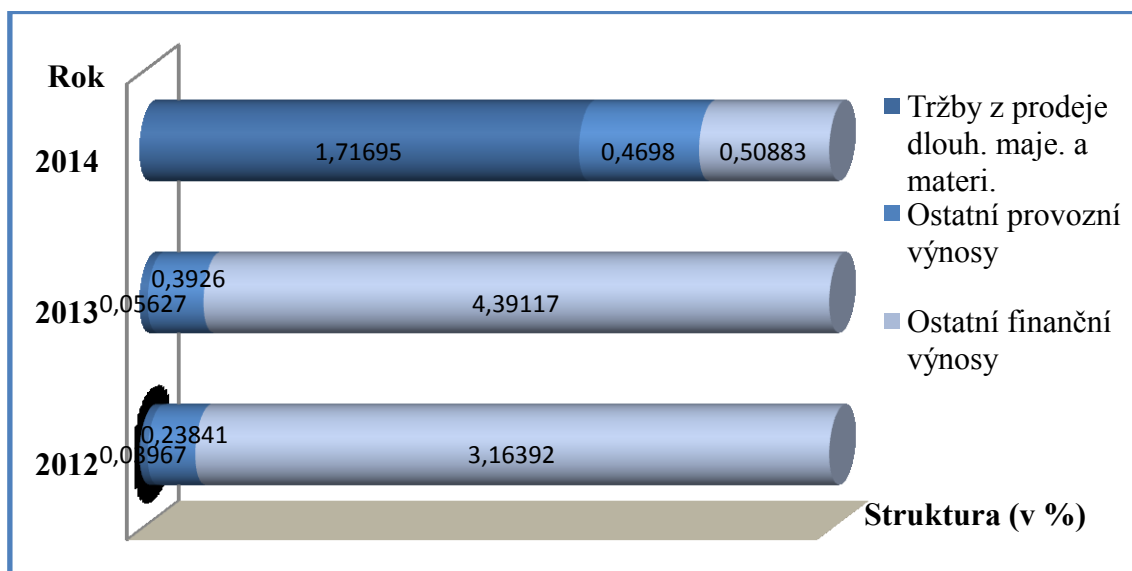 Rok
2014
1,71695
0,4698
0,50883
Tržby z prodeje
dlouh. maje. a
materi.
Ostatní provozní
výnosy
Ostatní finanční
výnosy
2013
0,05627
0,3926
4,39117
2012
0,03967
0,23841
3,16392
Struktura (v %)